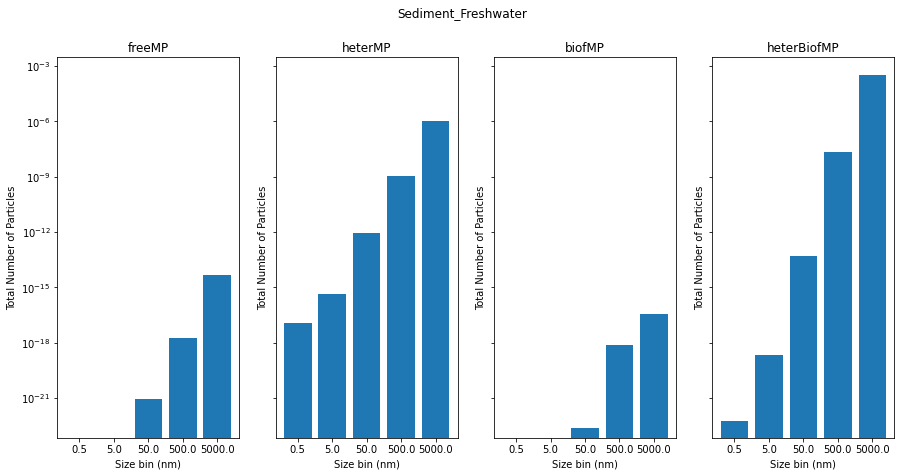 Sediment_Freshwater
freeMP
heterMP
biofMP
heterBiofMP
Total Number of Particles
10⁻³
10⁻⁶
10⁻⁹
10⁻¹²
10⁻¹⁵
10⁻¹⁸
10⁻²¹
0.5 5.0 50.0 500.0 5000.0
Size bin (nm)
Total Number of Particles
0.5 5.0 50.0 500.0 5000.0
Size bin (nm)
Total Number of Particles
0.5 5.0 50.0 500.0 5000.0
Size bin (nm)
Total Number of Particles
0.5 5.0 50.0 500.0 5000.0
Size bin (nm)